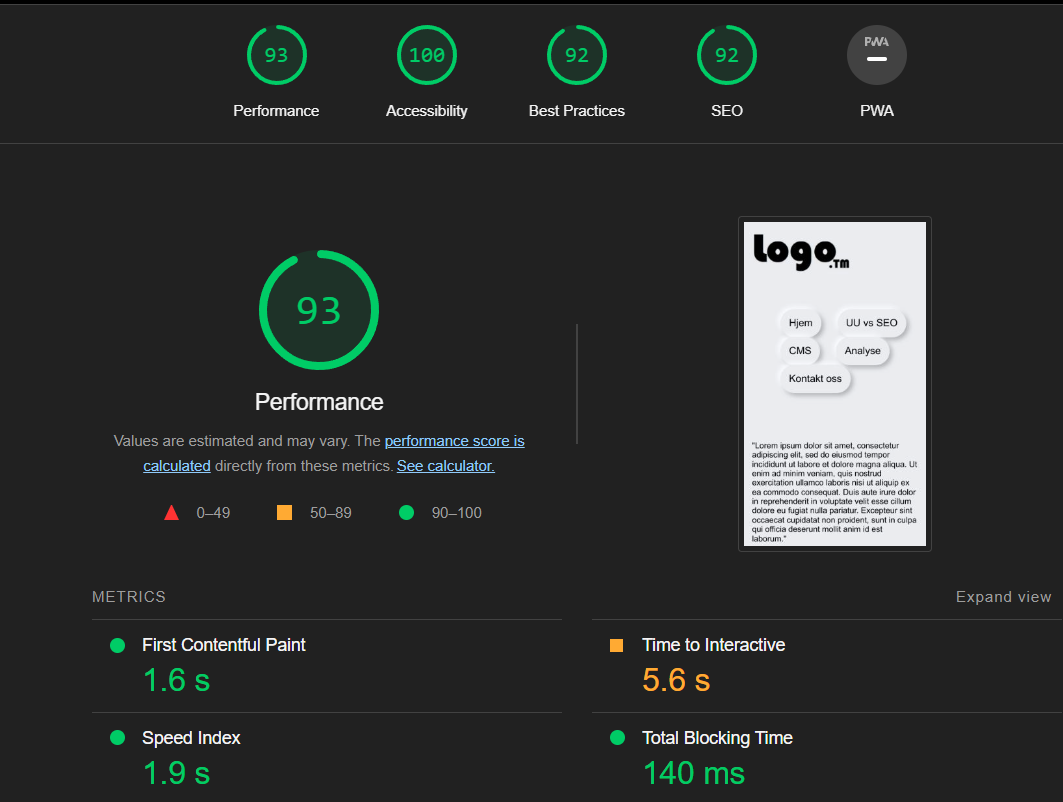 93
100
92
92
PWA
Performance
Accessibility
Best Practices
SEO
PWA
93
Performance
Values are estimated and may vary. The performance score is
calculated directly from these metrics. See calculator.
0–49
50–89
90–100
Logo.TM
Hjem
UU vs SEO
CMS
Analyse
Kontakt oss
"Lorem ipsum dolor sit amet, consectetur
adipiscing elit, sed do eiusmod tempor
incididunt ut labore et dolore magna aliqua. Ut
enim ad minim veniam, quis nostrud
exercitation ullamco laboris nisi ut aliquip ex
ea commodo consequat. Duis aute irure dolor
in reprehenderit in voluptate velit esse cillum
dolore eu fugiat nulla pariatur. Excepteur sint
occaecat cupidatat non proident, sunt in culpa
qui officia deserunt mollit anim id est
laborum."
METRICS
Expand view
First Contentful Paint
1.6 s
Time to Interactive
5.6 s
Speed Index
1.9 s
Total Blocking Time
140 ms